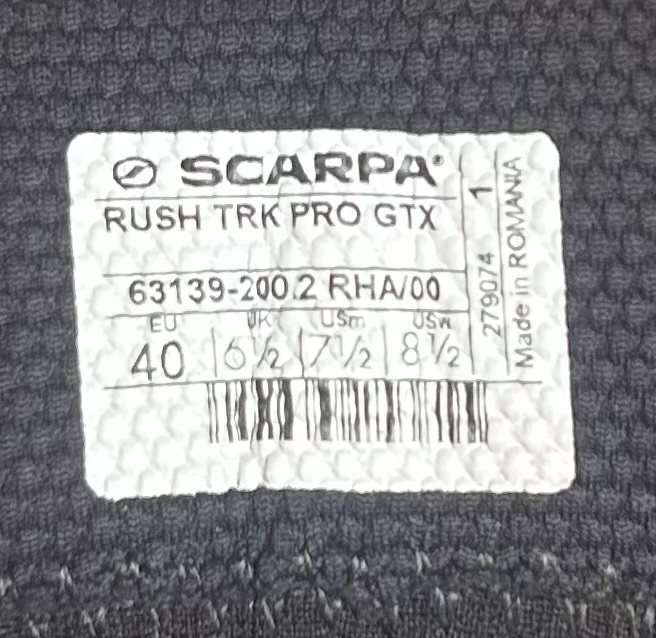 SCARPA
RUSH TRK PRO GTX
63139-200.2 RHA/00
EU UK USm USw
40 6½ 7½ 8½
279074 1
Made in ROMANIA